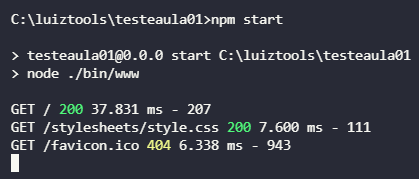 C:\luiztools\testeaula01>npm start
> testeaula01@0.0.0 start C:\luiztools\testeaula01
> node ./bin/www
GET / 200 37.831 ms - 207
GET /stylesheets/style.css 200 7.600 ms - 111
GET /favicon.ico 404 6.338 ms - 943